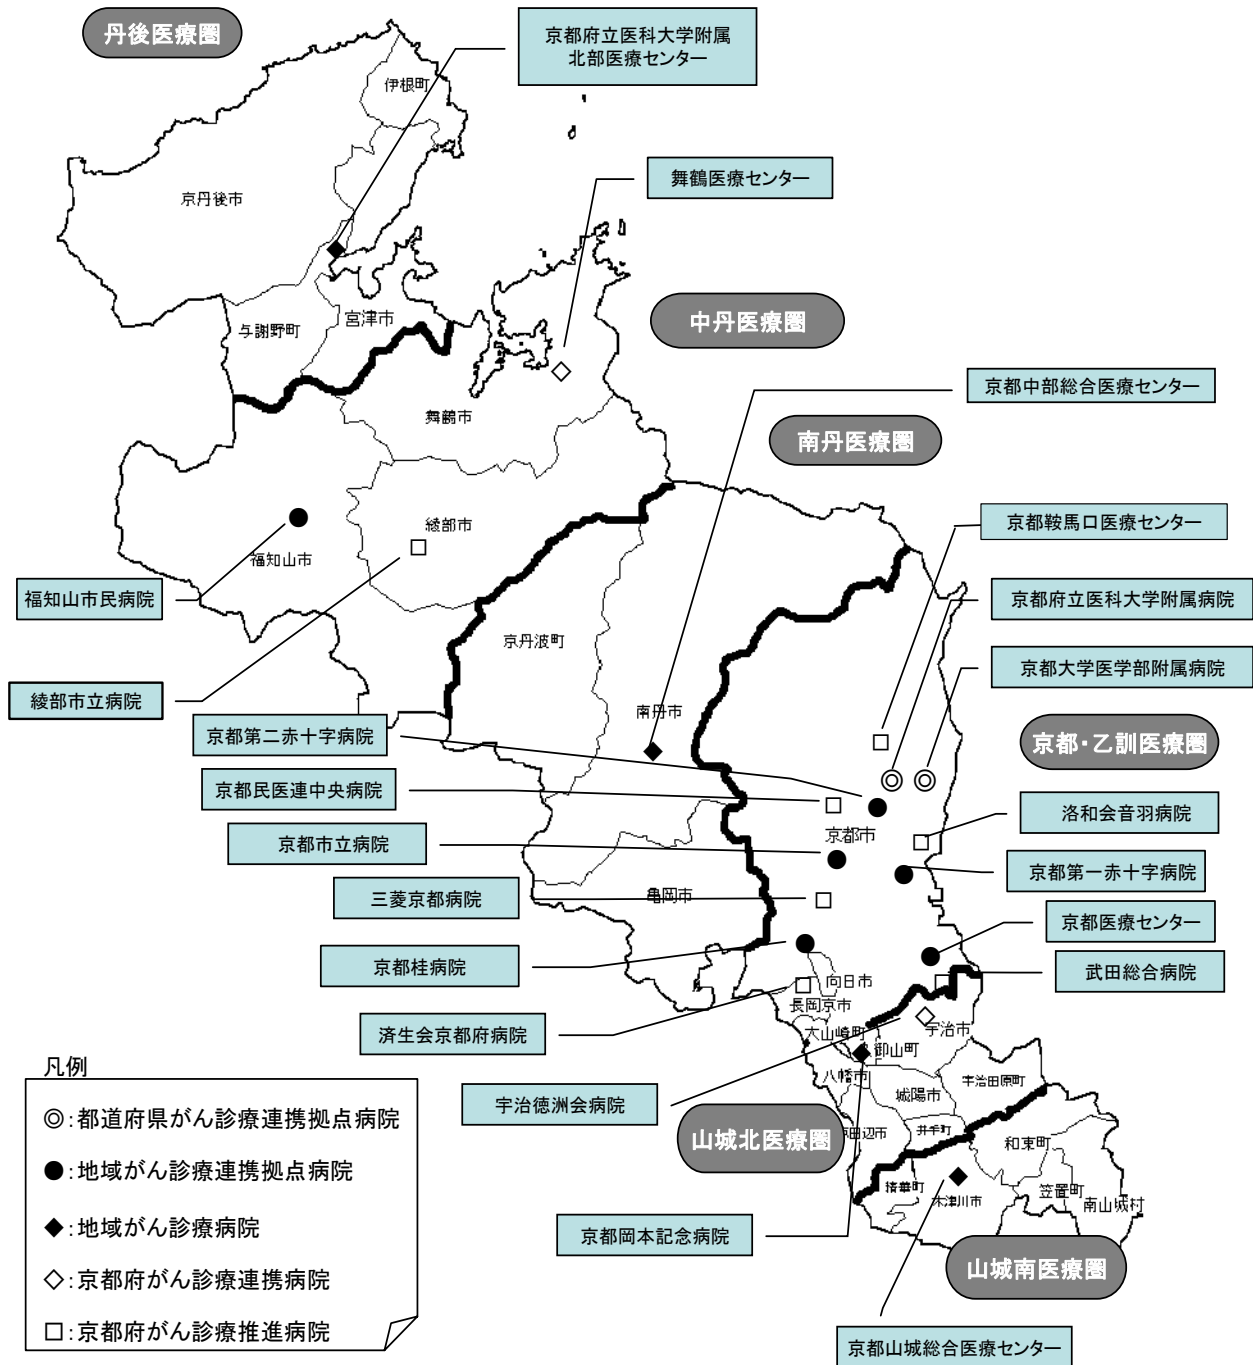 丹後医療圏
京都府立医科大学附属
北部医療センター
伊根町
舞鶴医療センター
京丹後市
中丹医療圏
宮津市
与謝野町
京都中部総合医療センター
舞鶴市
南丹医療圏
京都鞍馬口医療センター
綾部市
福知山市
福知山市民病院
京都府立医科大学附属病院
京丹波町
京都大学医学部附属病院
綾部市立病院
南丹市
京都第二赤十字病院
京都・乙訓医療圏
京都民医連中央病院
洛和会音羽病院
京都市
京都市立病院
京都第一赤十字病院
三菱京都病院
亀岡市
京都医療センター
京都桂病院
武田総合病院
向日市
長岡京市
済生会京都府病院
大山崎町
宇治市
御山町
八幡市
宇治田原町
宇治徳洲会病院
城陽市
山城北医療圏
田辺市
井手町
和束町
精華町
木津川市
笠置町
南山城村
京都岡本記念病院
山城南医療圏
京都山城総合医療センター
凡例
◎:都道府県がん診療連携拠点病院
●:地域がん診療連携拠点病院
◆:地域がん診療病院
◇:京都府がん診療連携病院
□:京都府がん診療推進病院